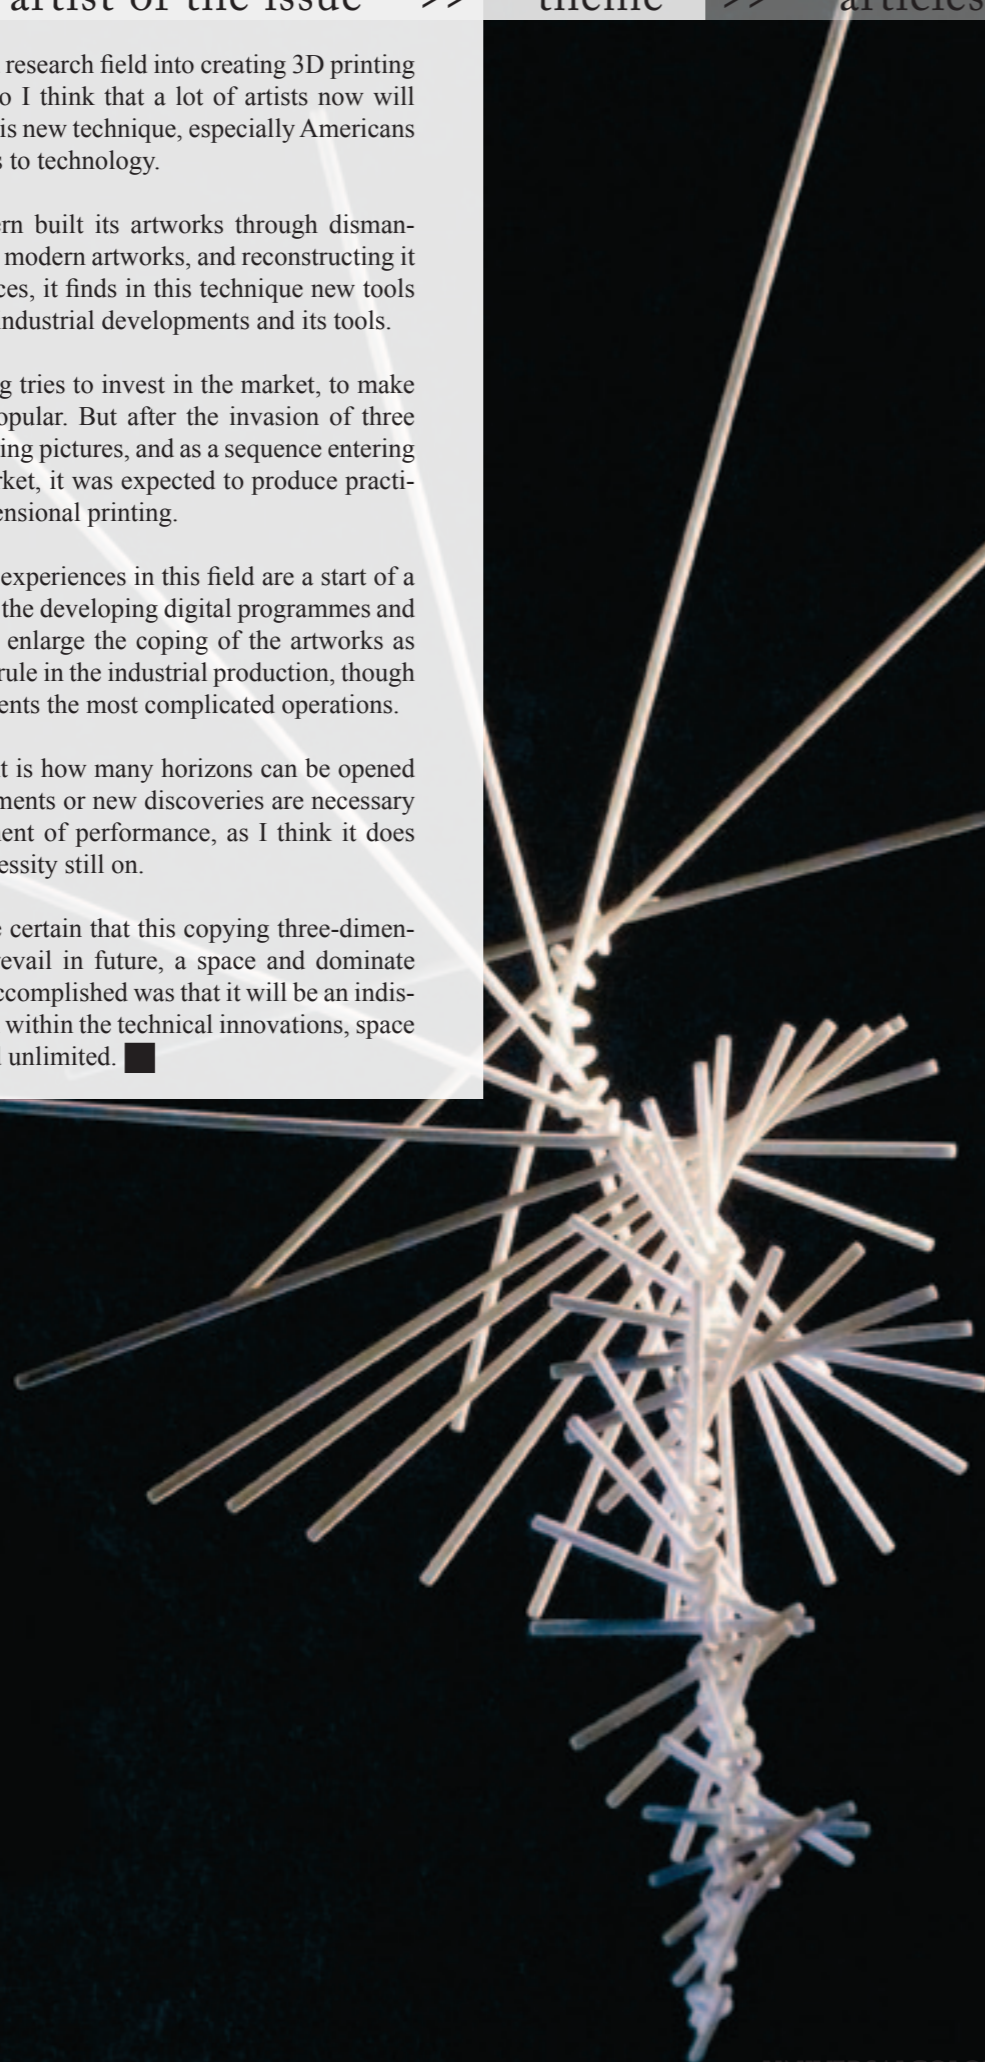 artist of the issue >> theme >> articles
research field into creating 3D printing
o I think that a lot of artists now will
is new technique, especially Americans
s to technology.
ern built its artworks through disman-
modern artworks, and reconstructing it
ces, it finds in this technique new tools
industrial developments and its tools.
g tries to invest in the market, to make
opular. But after the invasion of three
ing pictures, and as a sequence entering
rket, it was expected to produce practi-
ensional printing.
experiences in this field are a start of a
the developing digital programmes and
enlarge the coping of the artworks as
rule in the industrial production, though
ents the most complicated operations.
t is how many horizons can be opened
ments or new discoveries are necessary
ent of performance, as I think it does
essity still on.
e certain that this copying three-dimen-
revail in future, a space and dominate
ccomplished was that it will be an indis-
within the technical innovations, space
l unlimited.